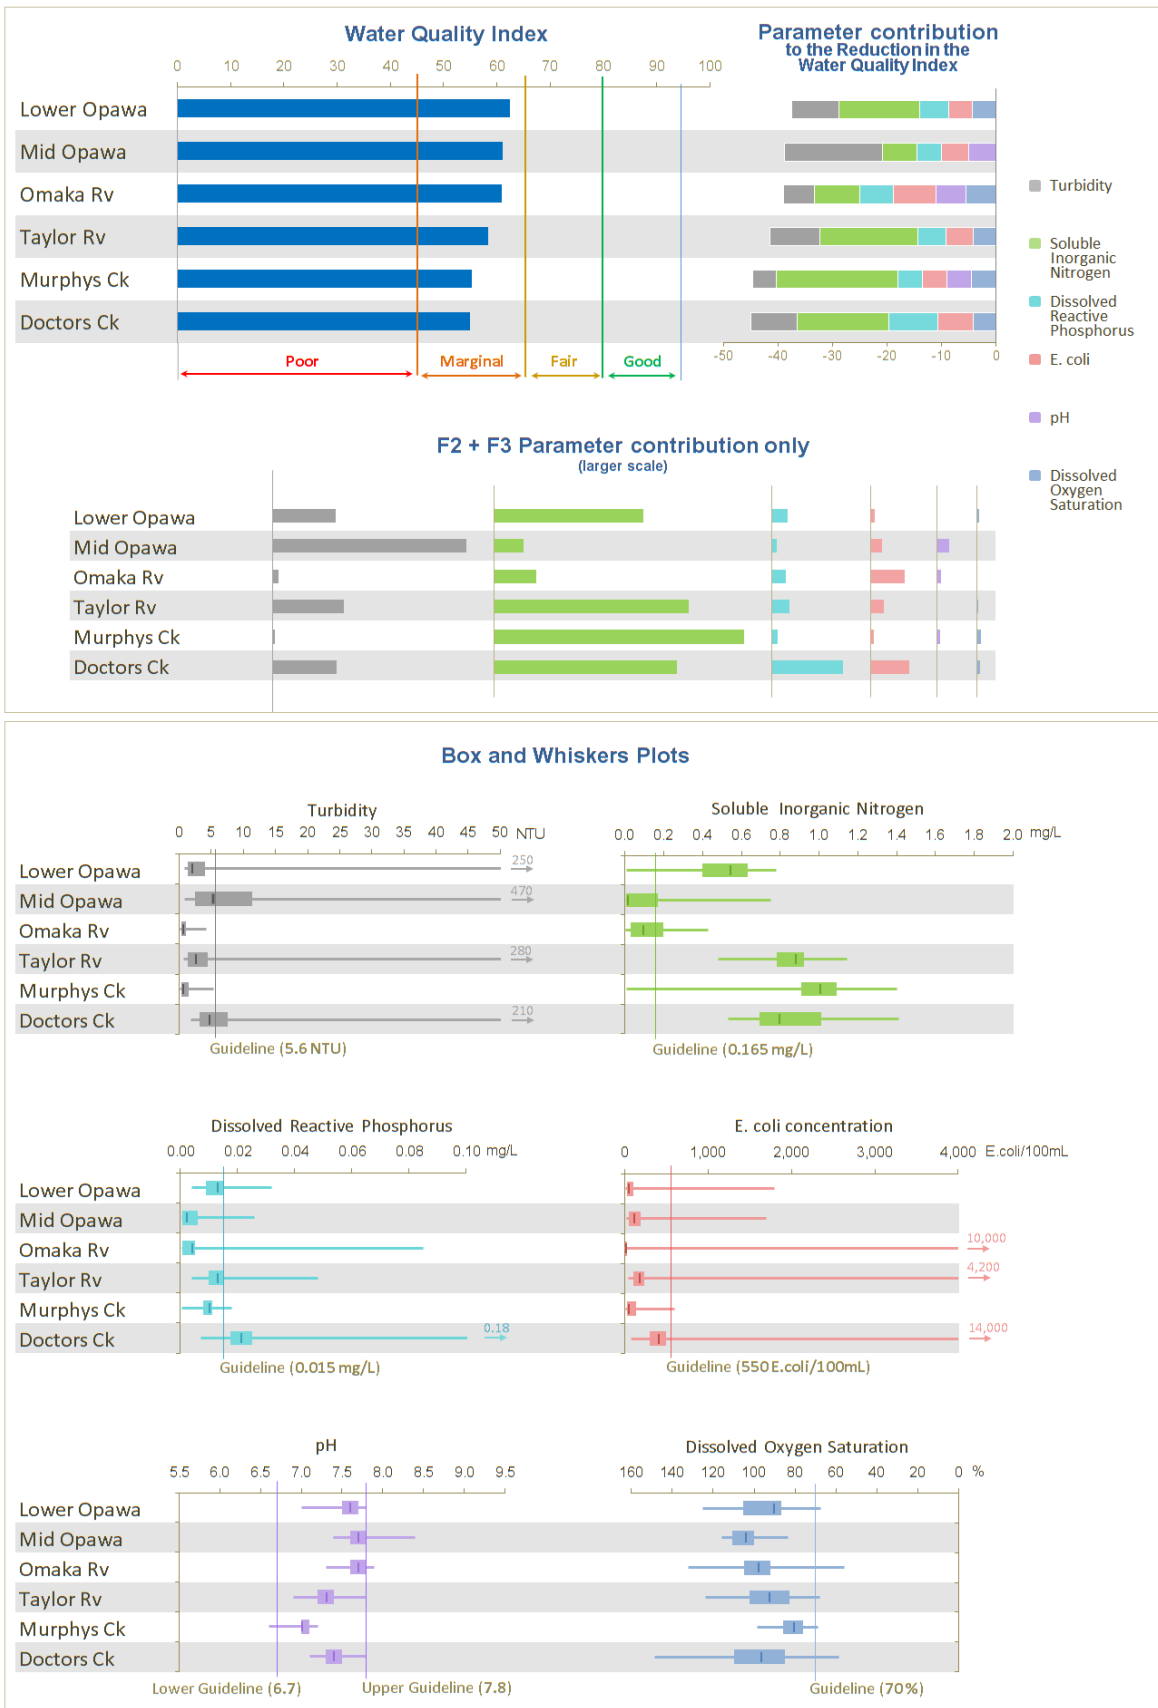 Water Quality Index
Parameter contribution
to the Reduction in the
Water Quality Index
0 10 20 30 40 50 60 70 80 90 100
Lower Opawa
Mid Opawa
Omaka Rv
Taylor Rv
Murphys Ck
Doctors Ck
Poor Marginal Fair Good
-50 -40 -30 -20 -10 0
Turbidity
Soluble
Inorganic
Nitrogen
Dissolved
Reactive
Phosphorus
E. coli
pH
Dissolved
Oxygen
Saturation
F2 + F3 Parameter contribution only
(larger scale)
Lower Opawa
Mid Opawa
Omaka Rv
Taylor Rv
Murphys Ck
Doctors Ck
Box and Whiskers Plots
Turbidity
0 5 10 15 20 25 30 35 40 45 50 NTU
Lower Opawa 250
Mid Opawa 470
Omaka Rv
Taylor Rv 280
Murphys Ck
Doctors Ck 210
Guideline (5.6 NTU)
Soluble Inorganic Nitrogen
0.0 0.2 0.4 0.6 0.8 1.0 1.2 1.4 1.6 1.8 2.0 mg/L
Guideline (0.165 mg/L)
Dissolved Reactive Phosphorus
0.00 0.02 0.04 0.06 0.08 0.10 mg/L
Lower Opawa
Mid Opawa
Omaka Rv
Taylor Rv
Murphys Ck
Doctors Ck 0.18
Guideline (0.015 mg/L)
E. coli concentration
0 1,000 2,000 3,000 4,000 E.coli/100mL
10,000
4,200
14,000
Guideline (550 E.coli/100mL)
pH
5.5 6.0 6.5 7.0 7.5 8.0 8.5 9.0 9.5
Lower Opawa
Mid Opawa
Omaka Rv
Taylor Rv
Murphys Ck
Doctors Ck
Lower Guideline (6.7) Upper Guideline (7.8)
Dissolved Oxygen Saturation
160 140 120 100 80 60 40 20 0 %
Guideline (70%)